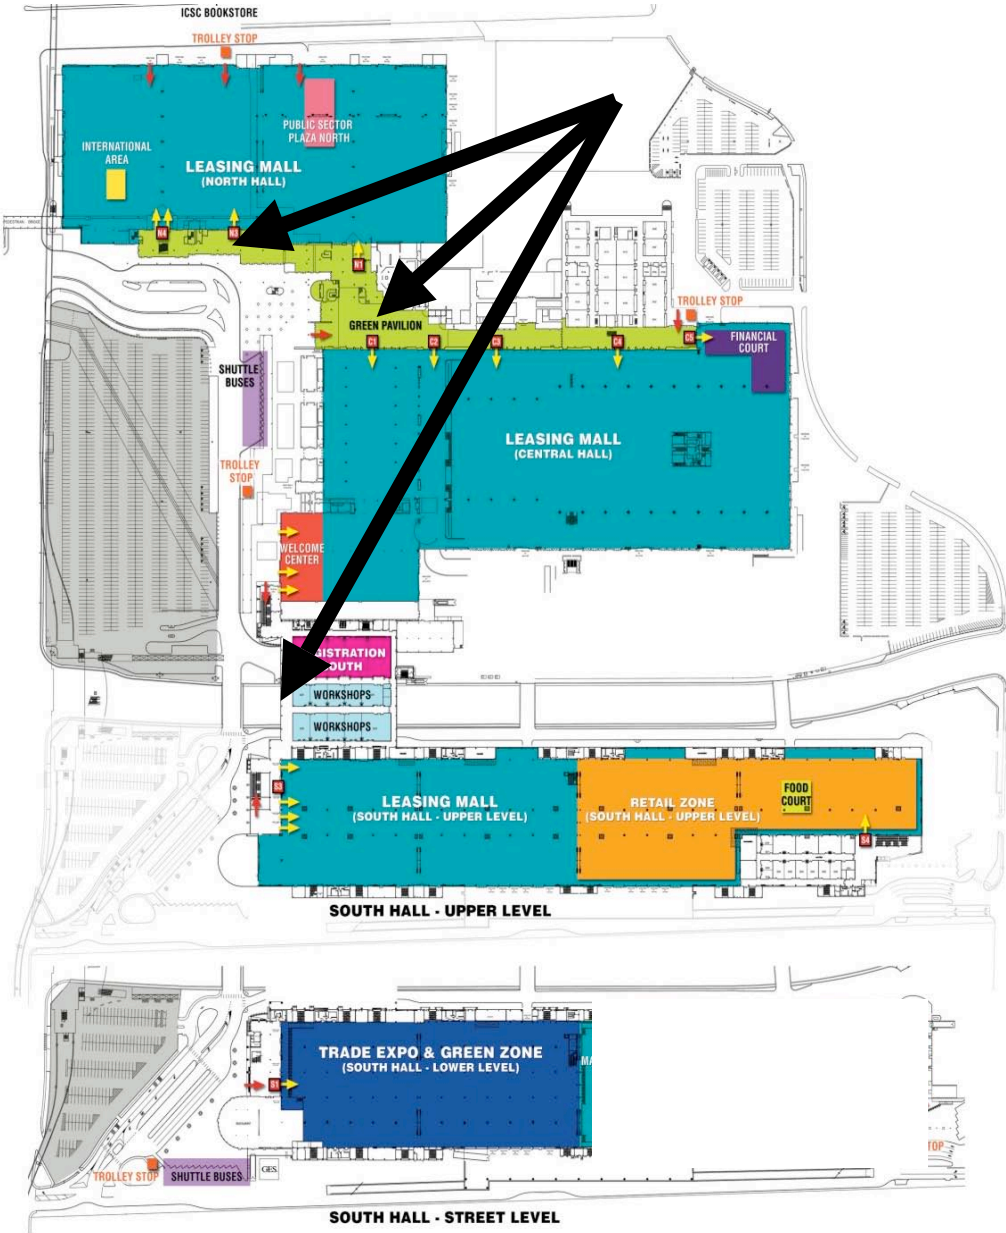 ICSC BOOKSTORE
TROLLEY STOP
PUBLIC SECTOR
PLAZA NORTH
INTERNATIONAL
AREA
LEASING MALL
(NORTH HALL)
N4
N3
N1
TROLLEY STOP
GREEN PAVILION
C1
C2
C3
C4
C5
FINANCIAL
COURT
SHUTTLE
BUSES
LEASING MALL
(CENTRAL HALL)
TROLLEY
STOP
WELCOME
CENTER
GISTRATION
OUTH
WORKSHOPS
WORKSHOPS
S3
LEASING MALL
(SOUTH HALL - UPPER LEVEL)
RETAIL ZONE
(SOUTH HALL - UPPER LEVEL)
FOOD
COURT
S4
SOUTH HALL - UPPER LEVEL
TRADE EXPO & GREEN ZONE
(SOUTH HALL - LOWER LEVEL)
MA
S1
TROLLEY STOP
SHUTTLE BUSES
GES
TOP
SOUTH HALL - STREET LEVEL